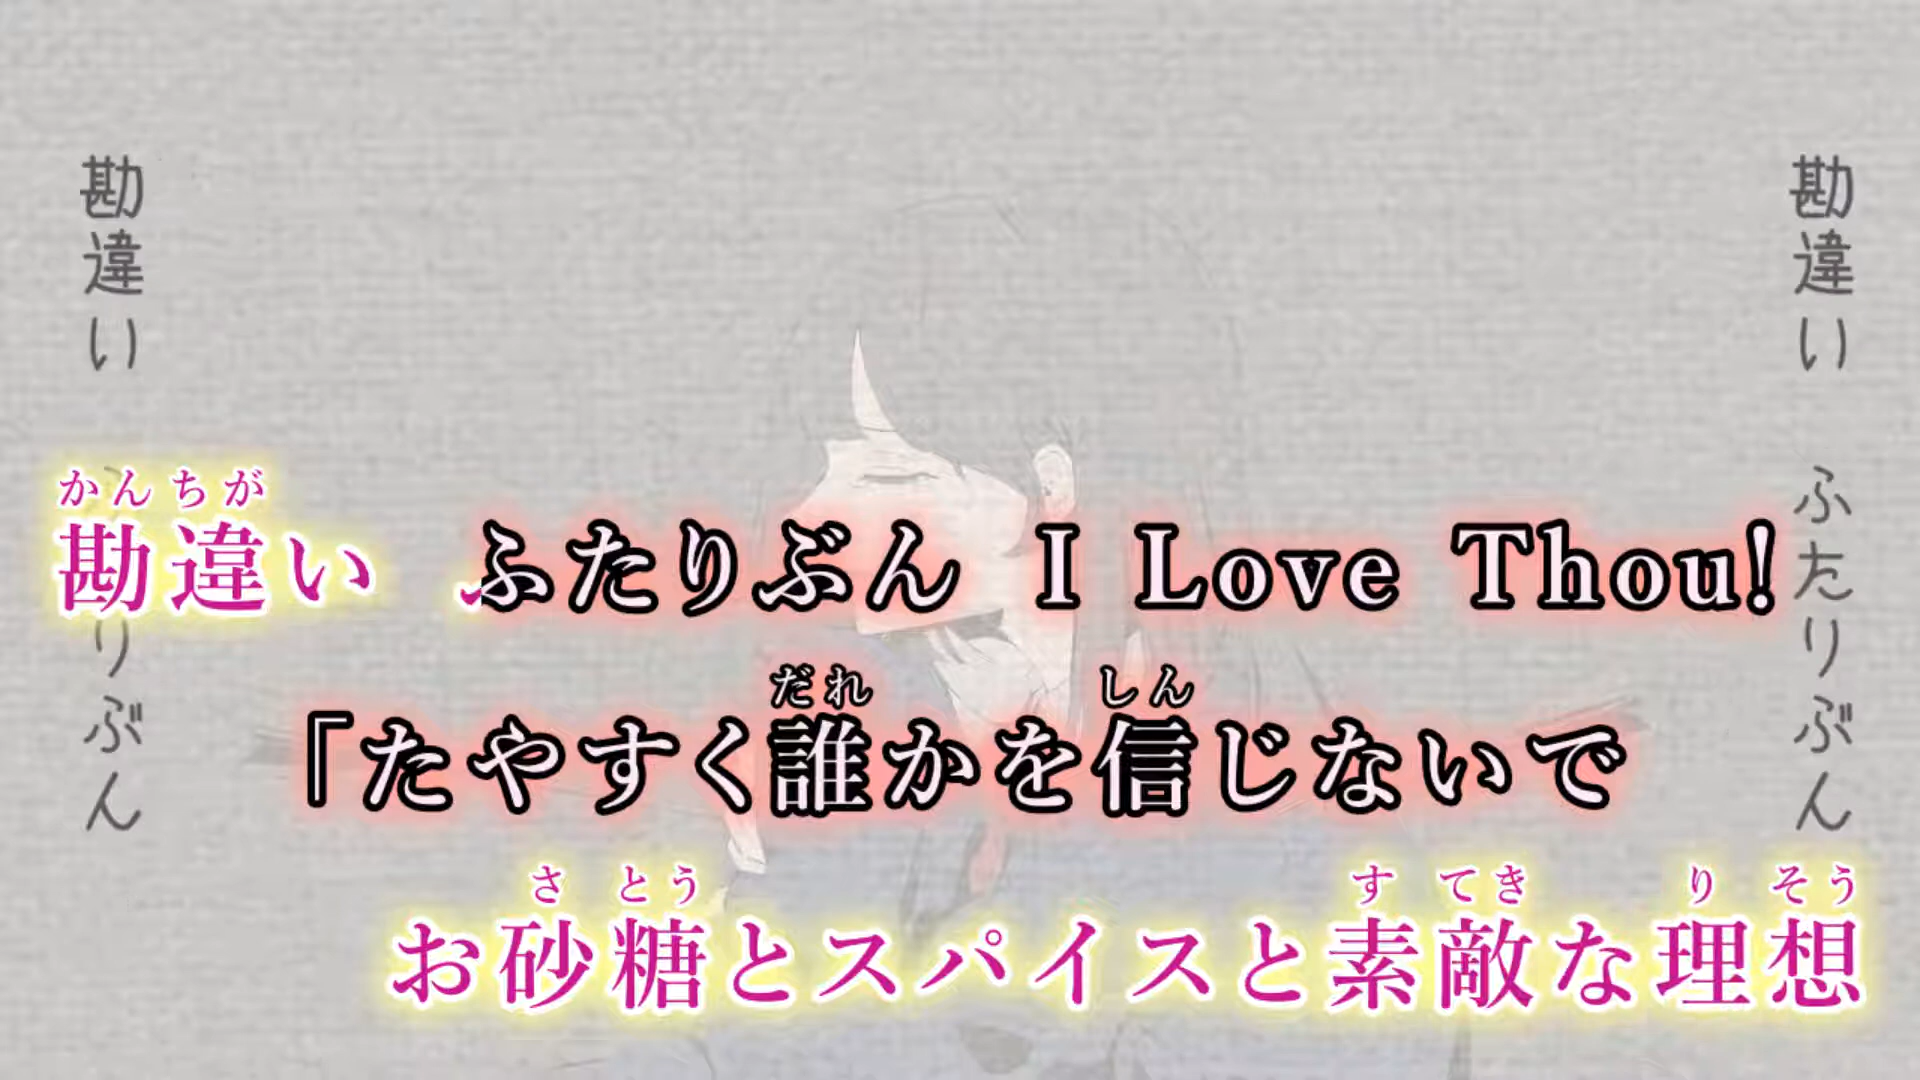 勘違い ふたりぶん
勘違い ふたりぶん
かんちが
勘違い ふたりぶん I Love Thou!
だれ しん
「たやすく誰かを信じないで
さ とう す てき り そう
お砂糖とスパイスと素敵な理想